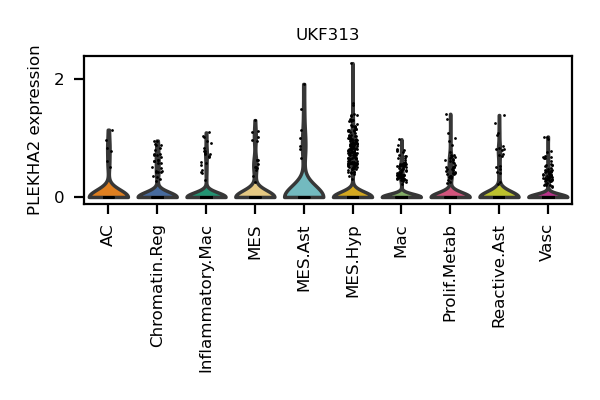 UKF313
PLEKHA2 expression
2
0
AC
Chromatin.Reg
Inflammatory.Mac
MES
MES.Ast
MES.Hyp
Mac
Prolif.Metab
Reactive.Ast
Vasc